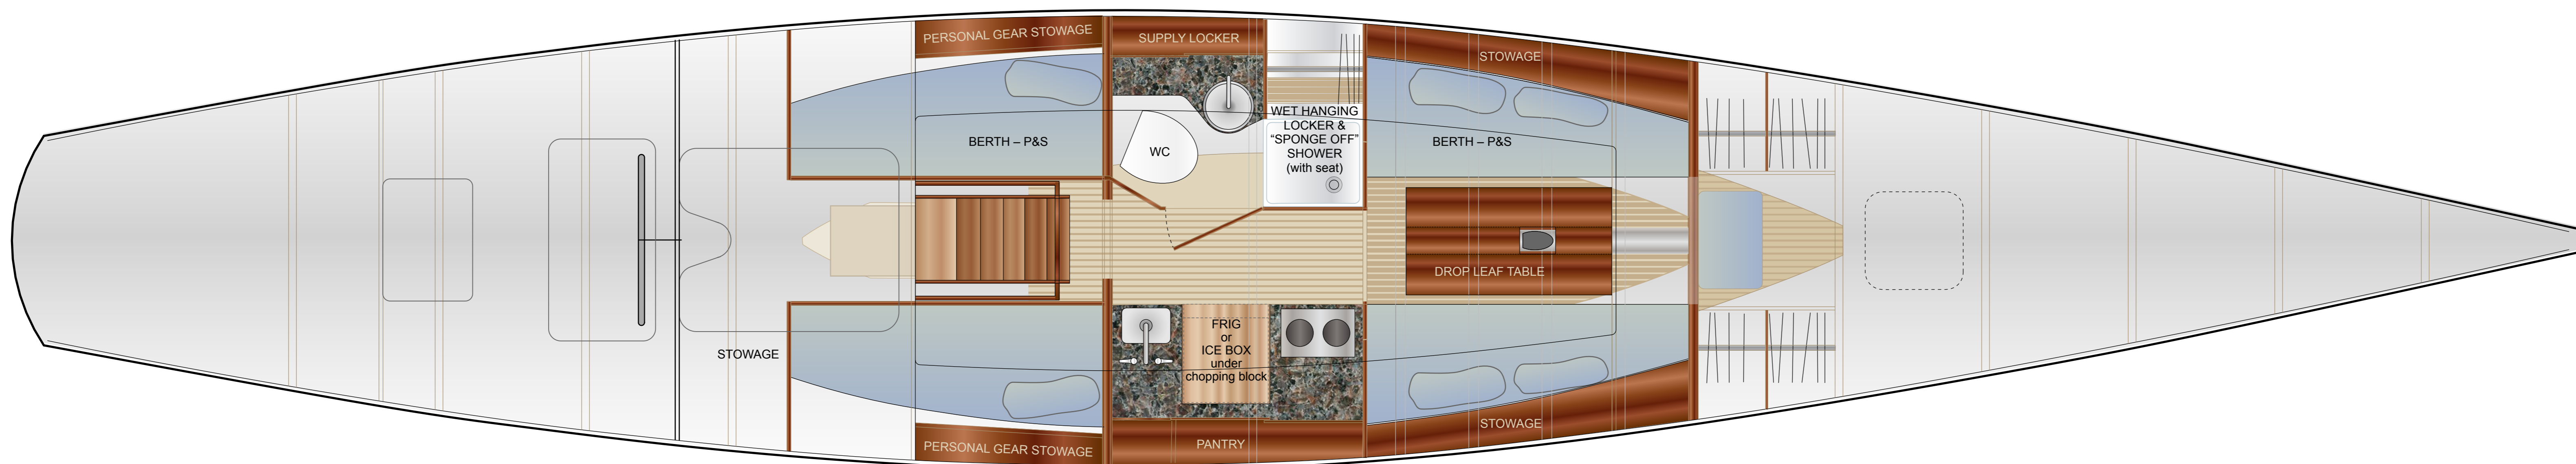 PERSONAL GEAR STOWAGE
SUPPLY LOCKER
STOWAGE
WET HANGING
LOCKER &
“SPONGE OFF”
SHOWER
(with seat)
BERTH – P&S
WC
BERTH – P&S
DROP LEAF TABLE
STOWAGE
FRIG
or
ICE BOX
under
chopping block
PERSONAL GEAR STOWAGE
PANTRY
STOWAGE